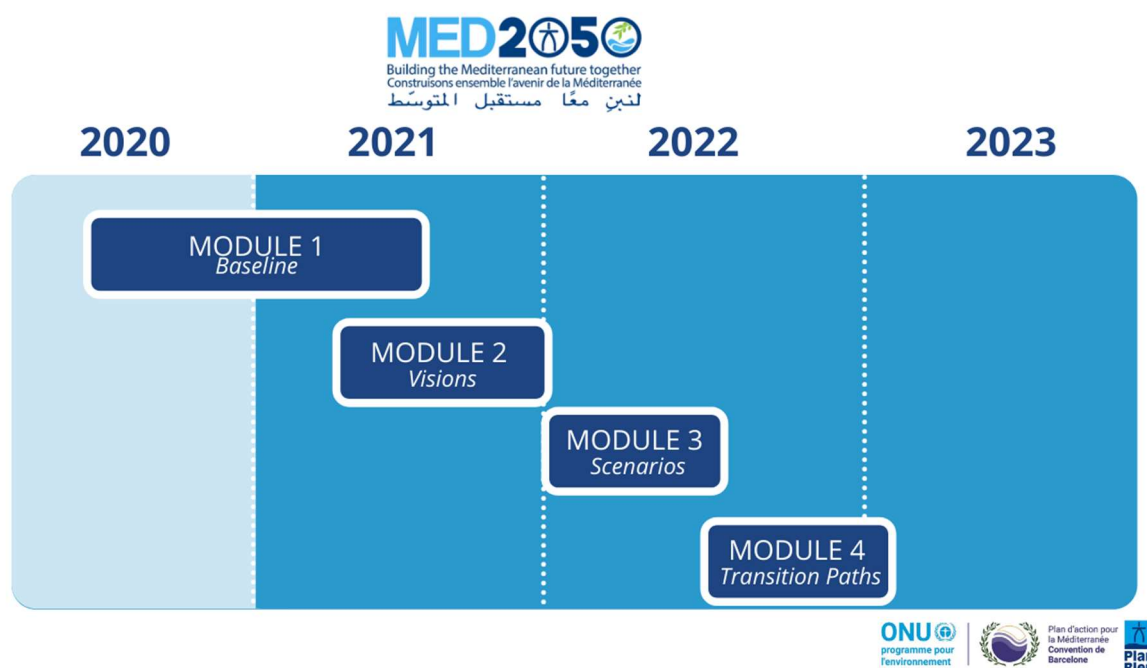 MED2050
Building the Mediterranean future together
Construisons ensemble l'avenir de la Méditerranée
لنبنِ معًا مستقبل المتوسّط
2020
2021
2022
2023
MODULE 1
Baseline
MODULE 2
Visions
MODULE 3
Scenarios
MODULE 4
Transition Paths
ONU
programme pour
l'environnement
Plan d'action pour
la Méditerranée
Convention de
Barcelone
Plan